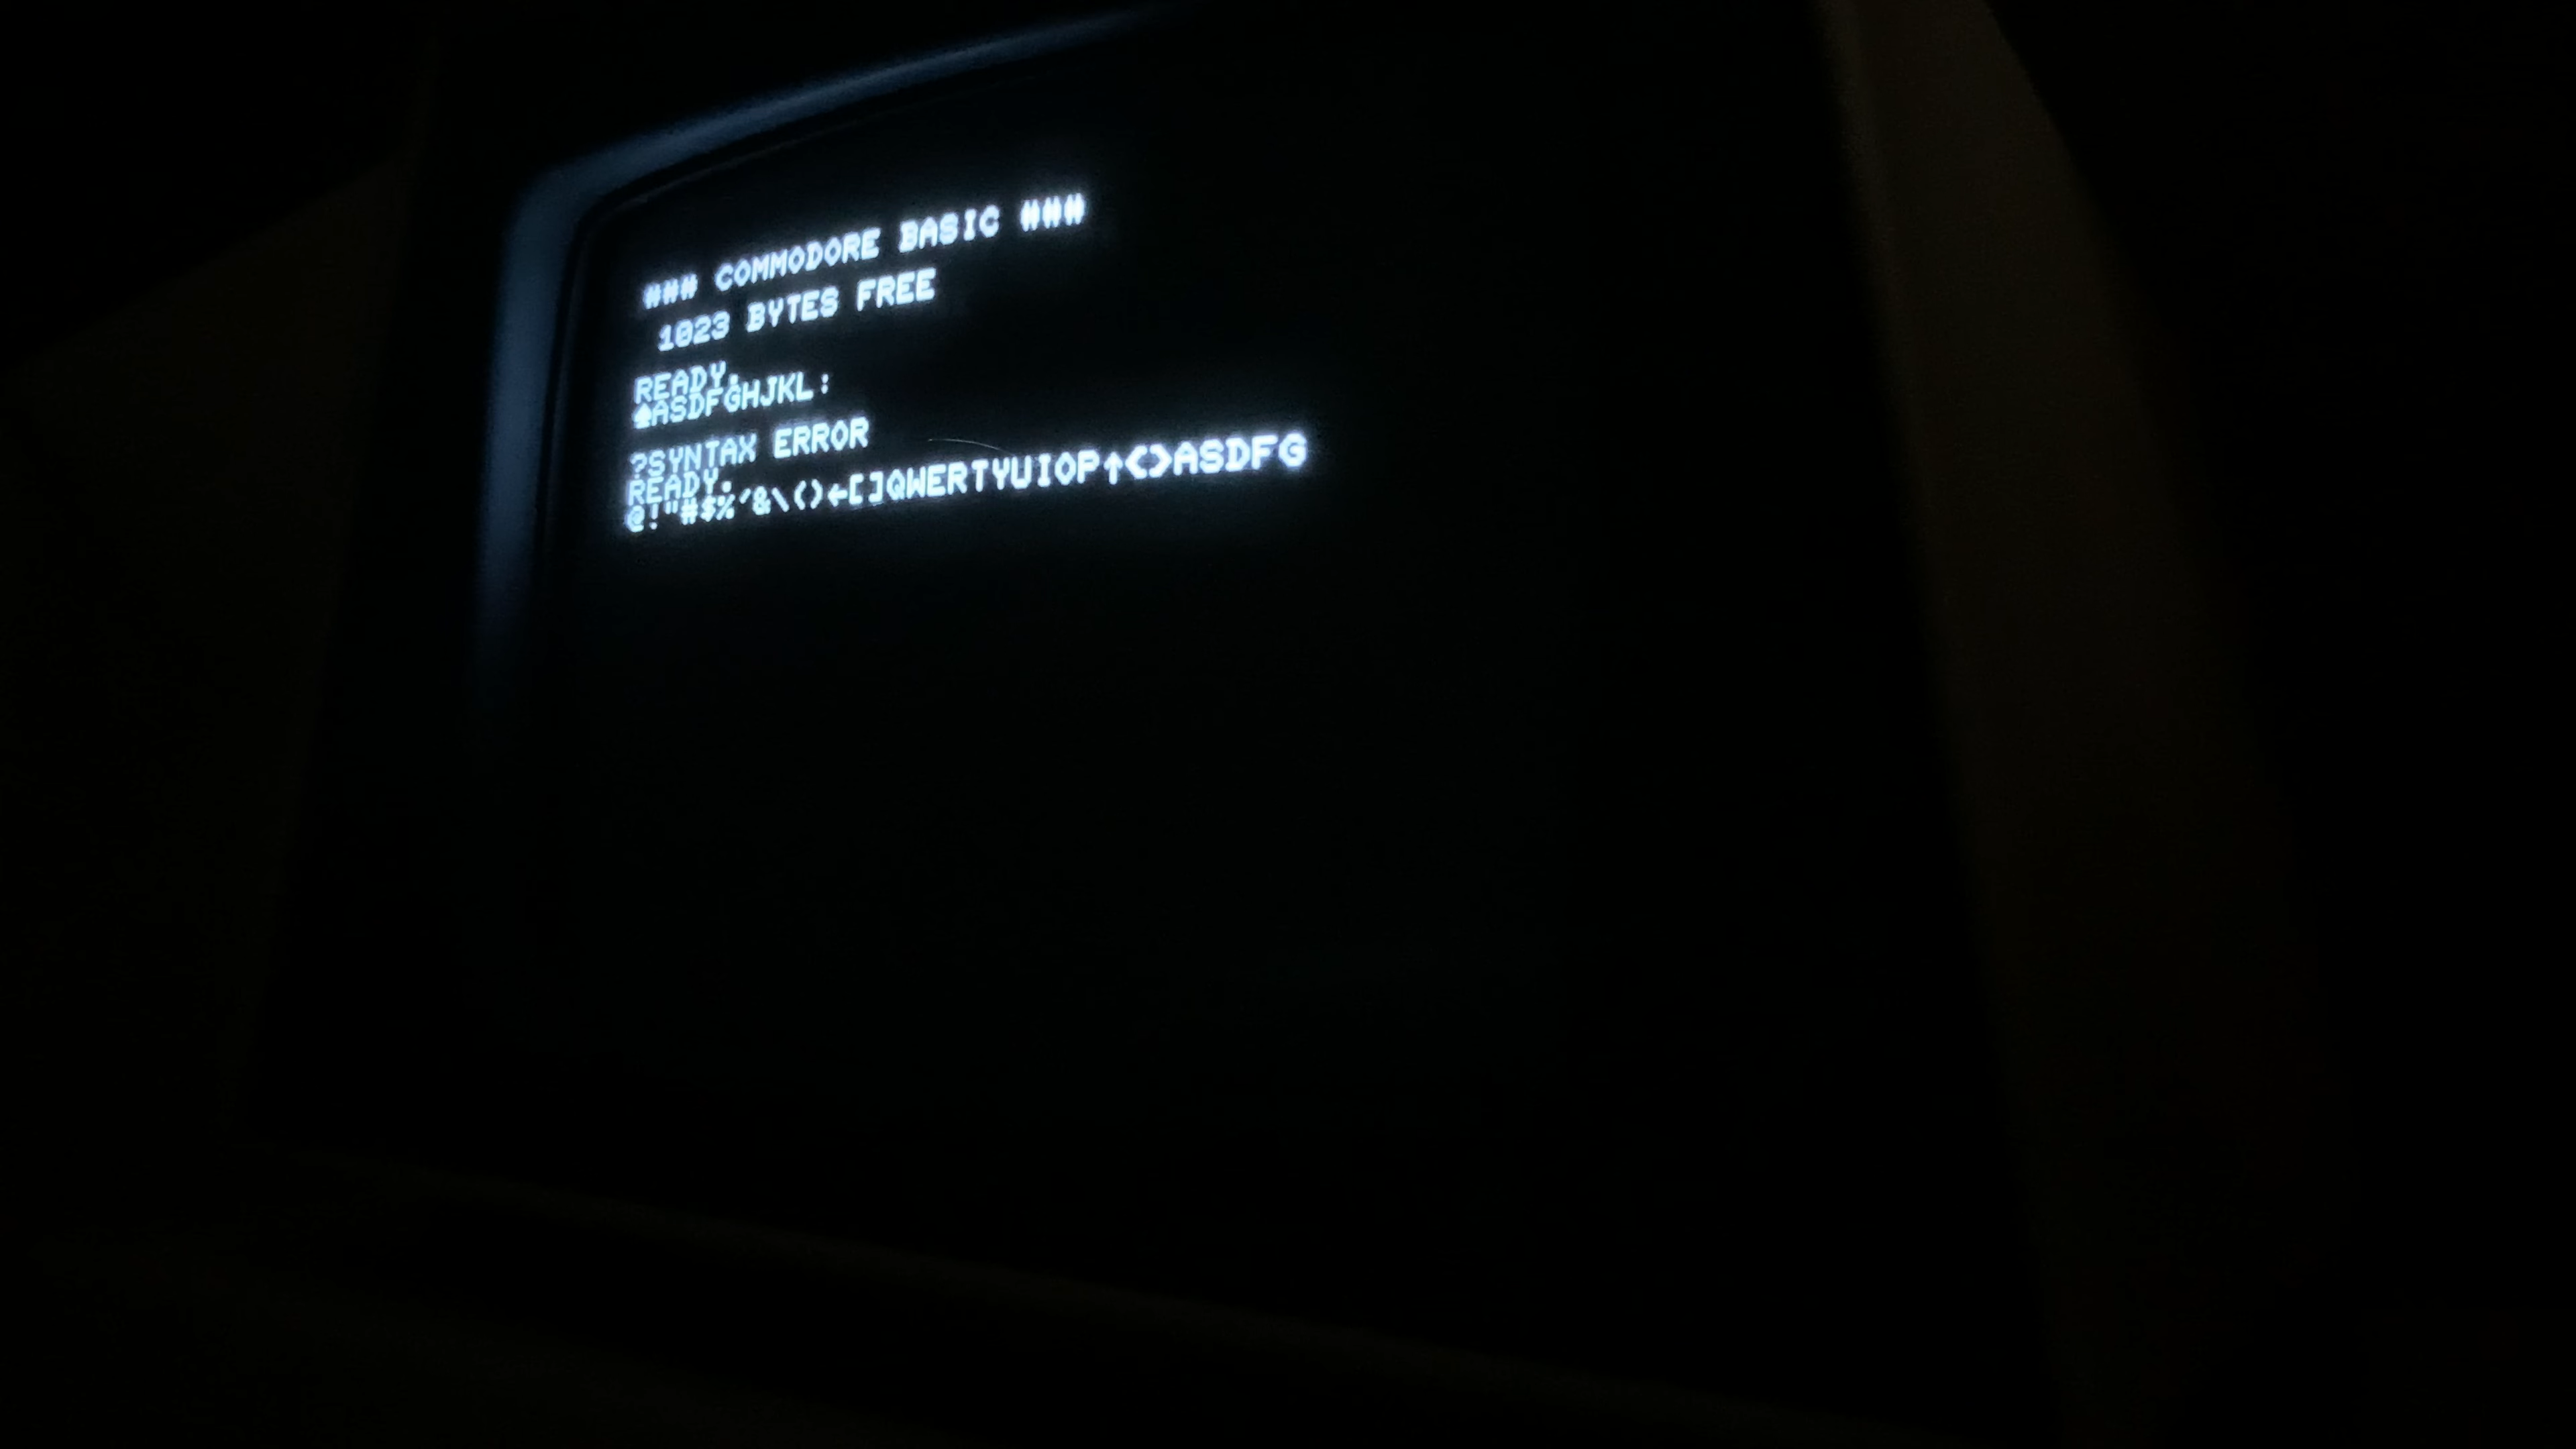 ### COMMODORE BASIC ###
1023 BYTES FREE
READY.
♠ASDFGHJKL:
?SYNTAX ERROR
READY.
@!"#$%'&\()←[]QWERTYUIOP↑<>ASDFG